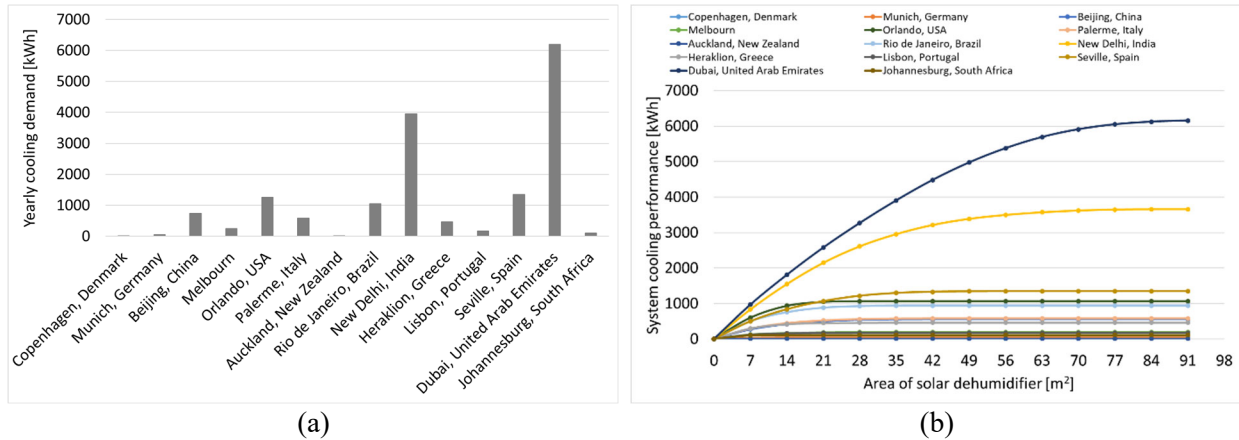 7000
6000
5000
4000
3000
2000
1000
0
Yearly cooling demand [kWh]
Copenhagen, Denmark
Munich, Germany
Beijing, China
Melbourn
Orlando, USA
Palerme, Italy
Auckland, New Zealand
Rio de Janeiro, Brazil
New Delhi, India
Heraklion, Greece
Lisbon, Portugal
Seville, Spain
Dubai, United Arab Emirates
Johannesburg, South Africa
(a)
Copenhagen, Denmark Munich, Germany Beijing, China
Melbourn Orlando, USA Palerme, Italy
Auckland, New Zealand Rio de Janeiro, Brazil New Delhi, India
Heraklion, Greece Lisbon, Portugal Seville, Spain
Dubai, United Arab Emirates Johannesburg, South Africa
7000
6000
5000
4000
3000
2000
1000
0
System cooling performance [kWh]
0 7 14 21 28 35 42 49 56 63 70 77 84 91 98
Area of solar dehumidifier [m²]
(b)